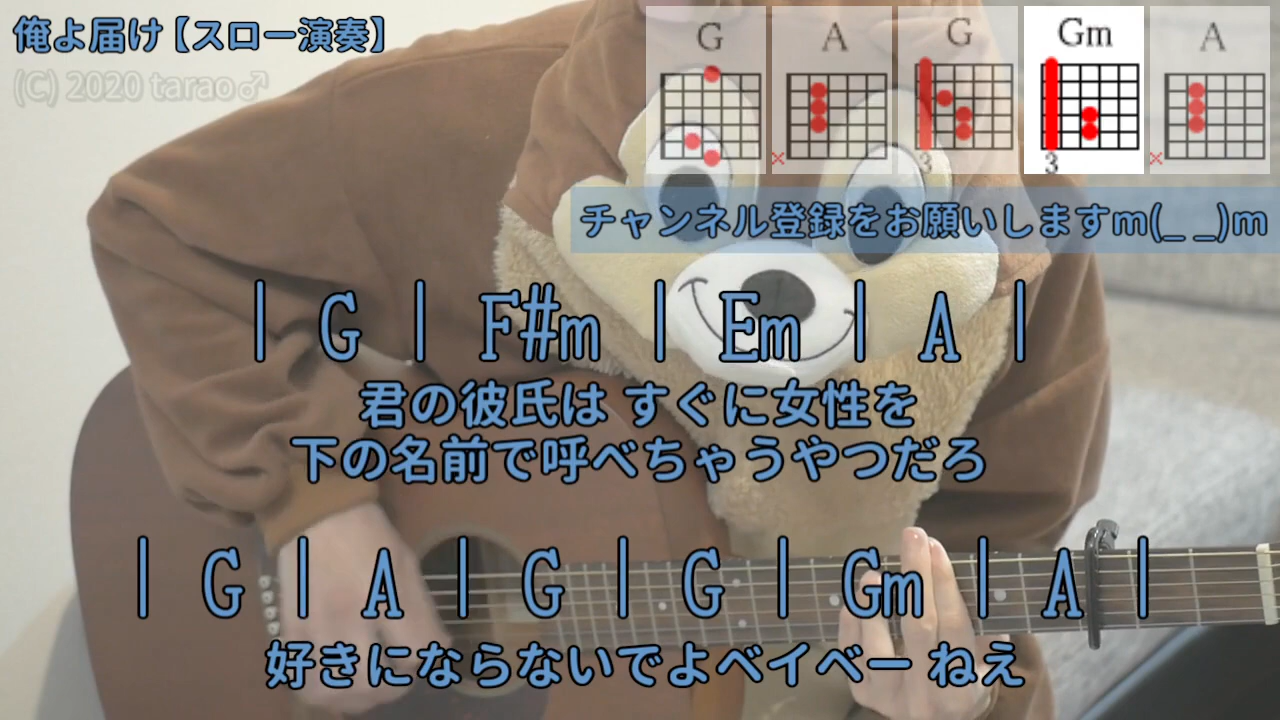 俺よ届け【スロー演奏】
(C) 2020 tarao♂
G A G Gm A
× 3 3 ×
チャンネル登録をお願いしますm(_ _)m
| G | F#m | Em | A |
君の彼氏は すぐに女性を
下の名前で呼べちゃうやつだろ
| G | A | G | G | Gm | A |
好きにならないでよベイベー ねえ